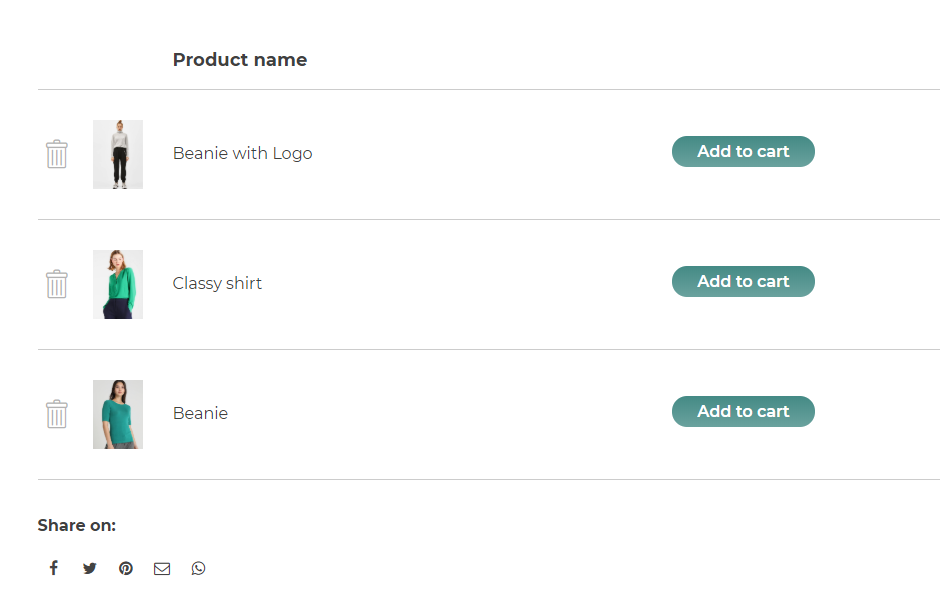 Product name
Beanie with Logo
Add to cart
Classy shirt
Add to cart
Beanie
Add to cart
Share on: